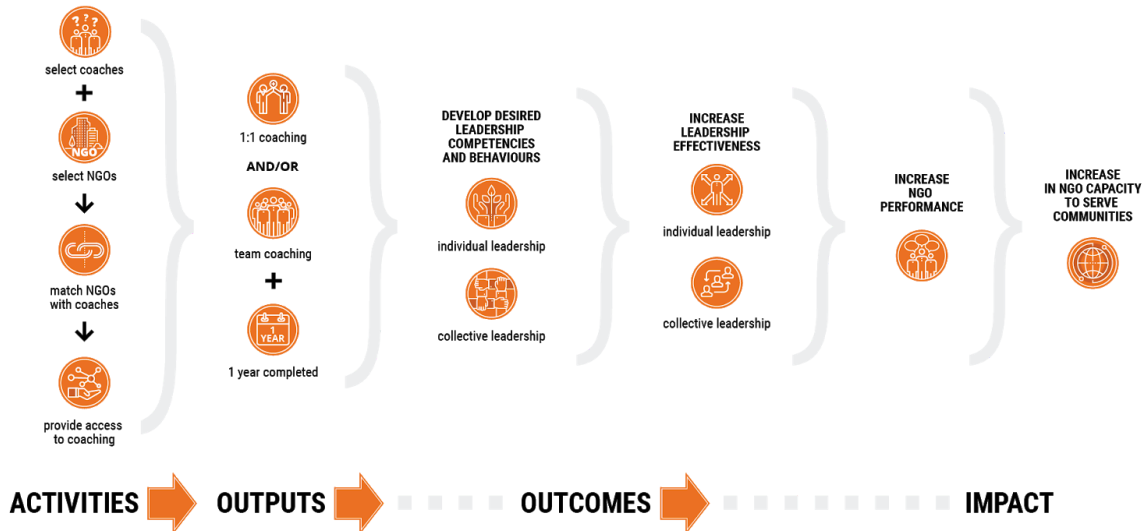 ? ? ?
select coaches
+
NGO
select NGOs
match NGOs
with coaches
provide access
to coaching
1:1 coaching
AND/OR
team coaching
+
1
YEAR
1 year completed
DEVELOP DESIRED
LEADERSHIP
COMPETENCIES
AND BEHAVIOURS
individual leadership
collective leadership
INCREASE
LEADERSHIP
EFFECTIVENESS
individual leadership
collective leadership
INCREASE
NGO
PERFORMANCE
INCREASE
IN NGO CAPACITY
TO SERVE
COMMUNITIES
ACTIVITIES
OUTPUTS
OUTCOMES
IMPACT